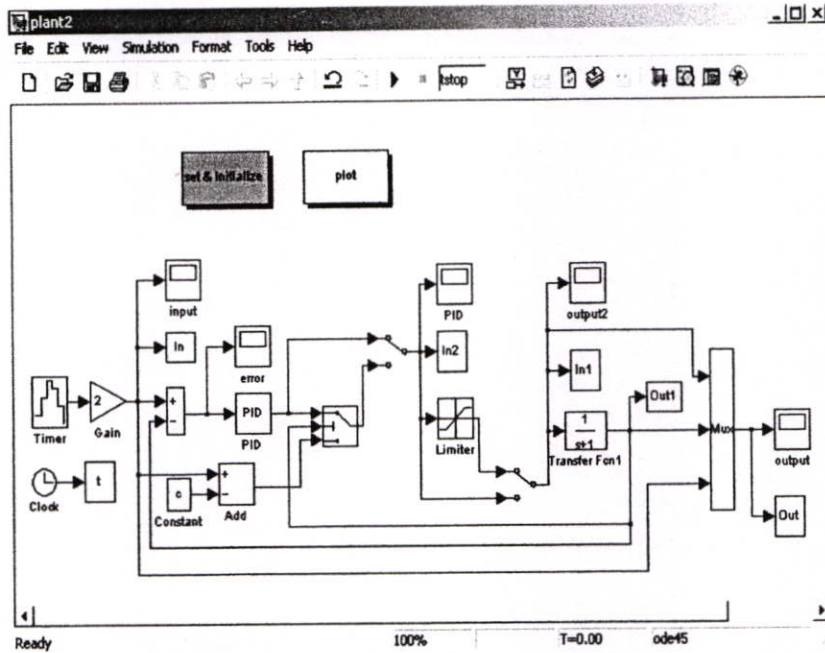 plant2
File Edit View Simulation Format Tools Help
tstop
set & initialize
plot
input
PID
output2
In
error
In2
In1
Out1
Timer
2
Gain
+
-
PID
PID
Limiter
1
s+1
Transfer Fcn1
Mux
output
Clock
t
c
Constant
+
-
Add
Out
Ready 100% T=0.00 ode45